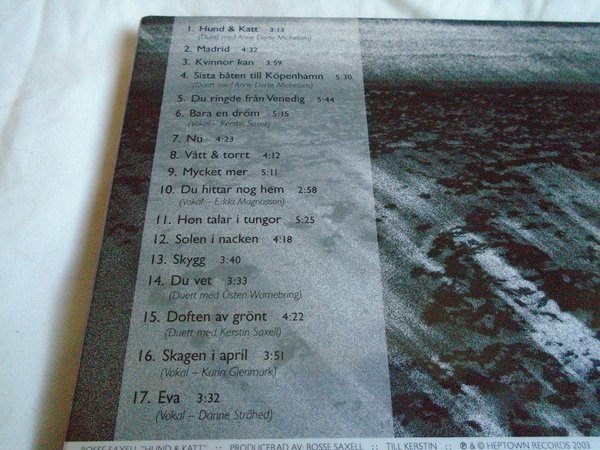 1. Hund & Katt 3:13
(Duett med Anne Dorte Michelsen)
2. Madrid 4:32
3. Kvinnor kan 3:59
4. Sista båten till Köpenhamn 5:30
(Duett med Anne Dorte Michelsen)
5. Du ringde från Venedig 5:44
6. Bara en dröm 5:15
(Vokal – Kerstin Saxell)
7. Nu 4:23
8. Vått & torrt 4:12
9. Mycket mer 5:11
10. Du hittar nog hem 2:58
(Vokal – Edda Magnasson)
11. Hon talar i tungor 5:25
12. Solen i nacken 4:18
13. Skygg 3:40
14. Du vet 3:33
(Duett med Östen Warnebring)
15. Doften av grönt 4:22
(Duett med Kerstin Saxell)
16. Skagen i april 3:51
(Vokal – Karin Glenmark)
17. Eva 3:32
(Vokal – Danne Stråhed)
BOSSE SAXELL "HUND & KATT" :: PRODUCERAD AV: BOSSE SAXELL :: TILL KERSTIN :: ℗ & © HEPTOWN RECORDS 2003